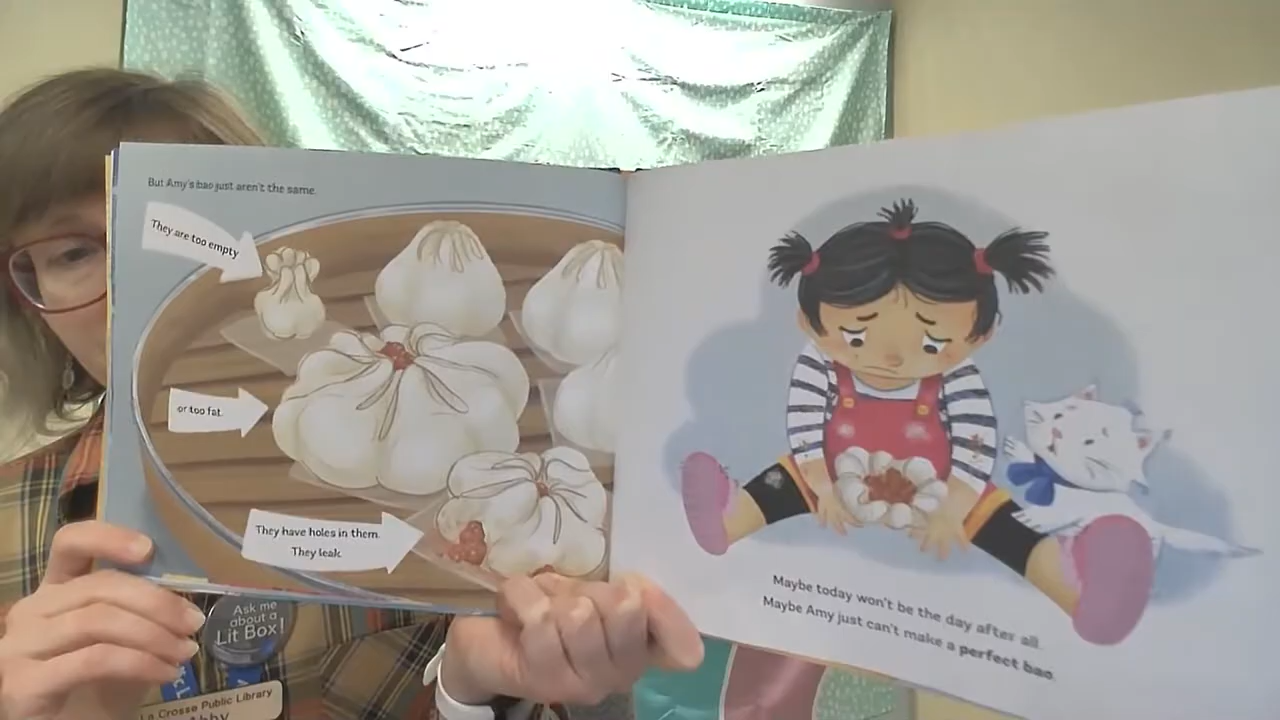 But Amy's bao just aren't the same.
They are too empty
or too fat.
They have holes in them.
They leak.
Maybe today won't be the day after all.
Maybe Amy just can't make a perfect bao.
Ask me
about a
Lit Box!
La Crosse Public Library
Abby